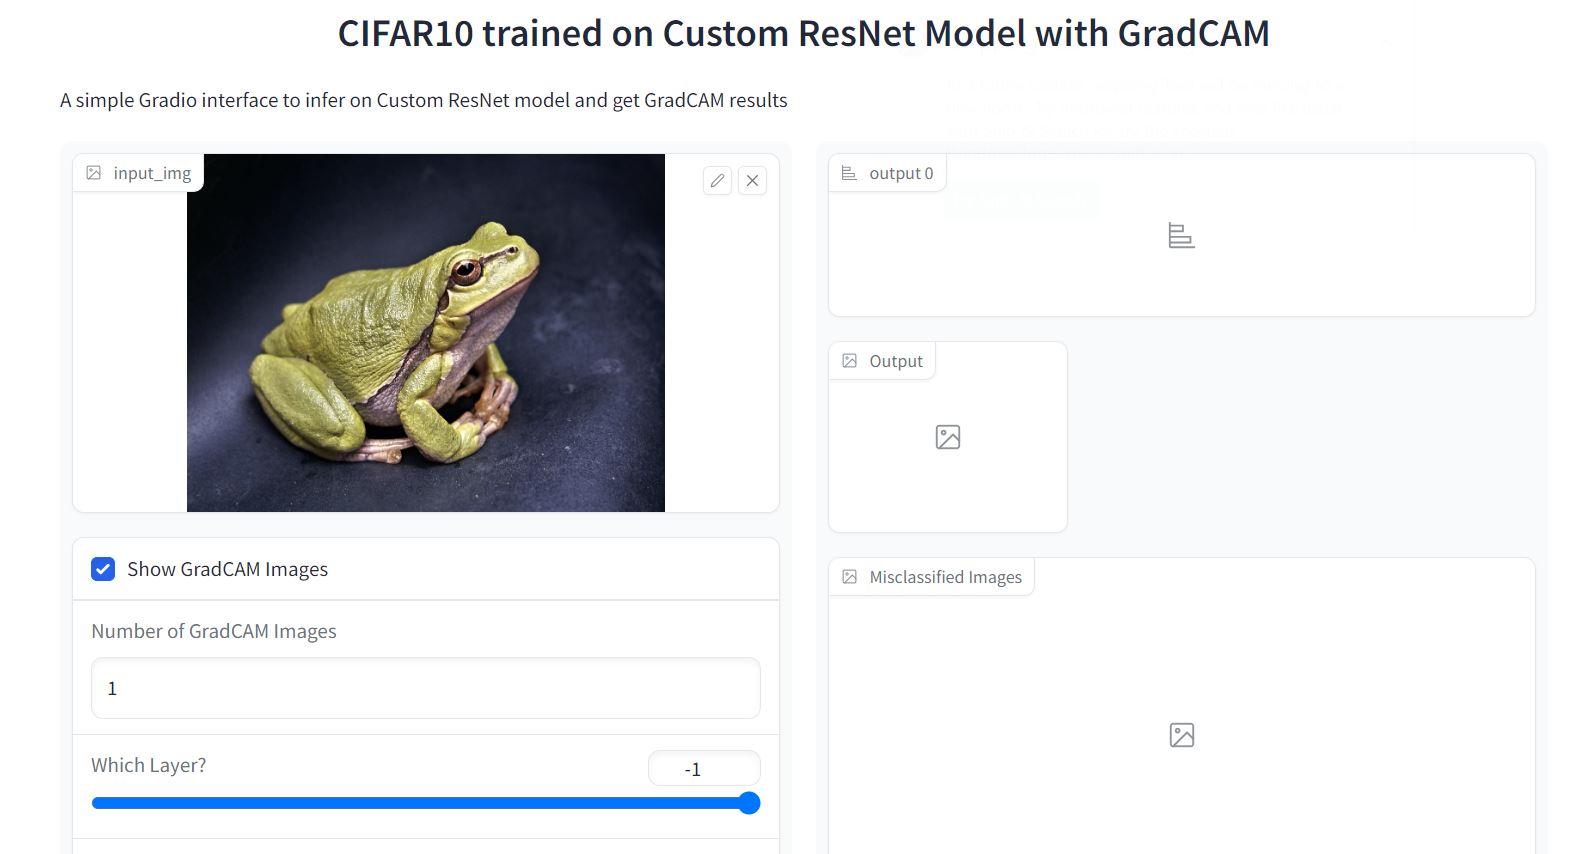 CIFAR10 trained on Custom ResNet Model with GradCAM
A simple Gradio interface to infer on Custom ResNet model and get GradCAM results
input_img
Show GradCAM Images
Number of GradCAM Images
1
Which Layer?
-1
output 0
Output
Misclassified Images